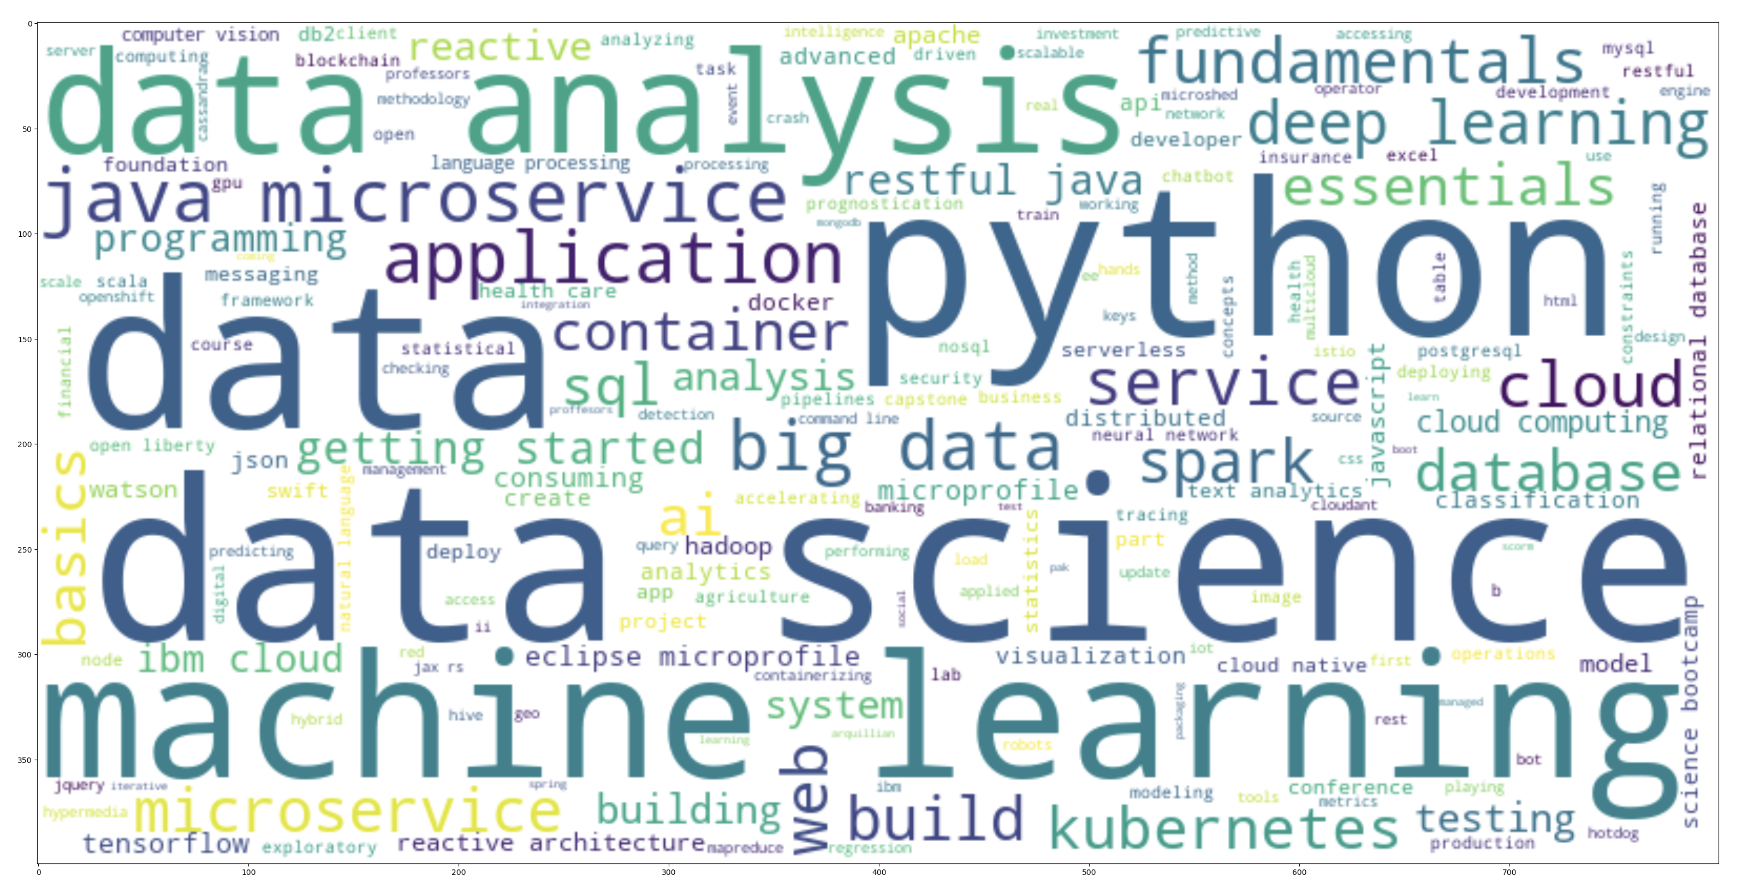 0
computer vision
db2
client
reactive
analyzing
intelligence
apache
investment
predictive
accessing
server
computing
blockchain
professors
task
advanced
driven
scalable
fundamentals
mysql
restful
data analysis
cassandra
methodology
event
crash
real
api
microshed
network
operator
development
engine
50
open
developer
deep learning
foundation
language processing
processing
insurance
excel
use
java microservice
gpu
restful java
chatbot
essentials
prognostication
train
working
mongodb
running
100
programming
application
python
coming
messaging
ee
hands
method
health
multicloud
table
constraints
relational database
scale
scala
openshift
framework
health care
integration
docker
keys
concepts
html
data
course
statistical
checking
container
nosql
serverless
istio
javascript
postgresql
design
150
financial
sql
analysis
security
service
deploying
cloud
pipelines
capstone
business
learn
proffesors
detection
command line
distributed
source
cloud computing
200
open liberty
getting started
big data
neural network
spark
css
boot
json
management
consuming
database
basics
watson
swift
natural language
create
ai
accelerating
microprofile
text analytics
classification
banking
test
cloudant
tracing
data science
250
predicting
deploy
query
hadoop
performing
load
statistics
part
scorm
digital
analytics
pak
update
access
app
agriculture
applied
social
image
b
ii
project
science bootcamp
300
node
ibm cloud
red
jax rs
eclipse microprofile
containerizing
lab
visualization
iot
cloud native
first
operations
model
machine learning
hybrid
hive
geo
learning
system
arquillian
robots
packaging
rest
managed
350
web
bot
jquery
iterative
spring
ibm
modeling
tools
conference
metrics
playing
hypermedia
microservice
building
build
kubernetes
testing
hotdog
tensorflow
exploratory
reactive architecture
mapreduce
regression
production
0 100 200 300 400 500 600 700